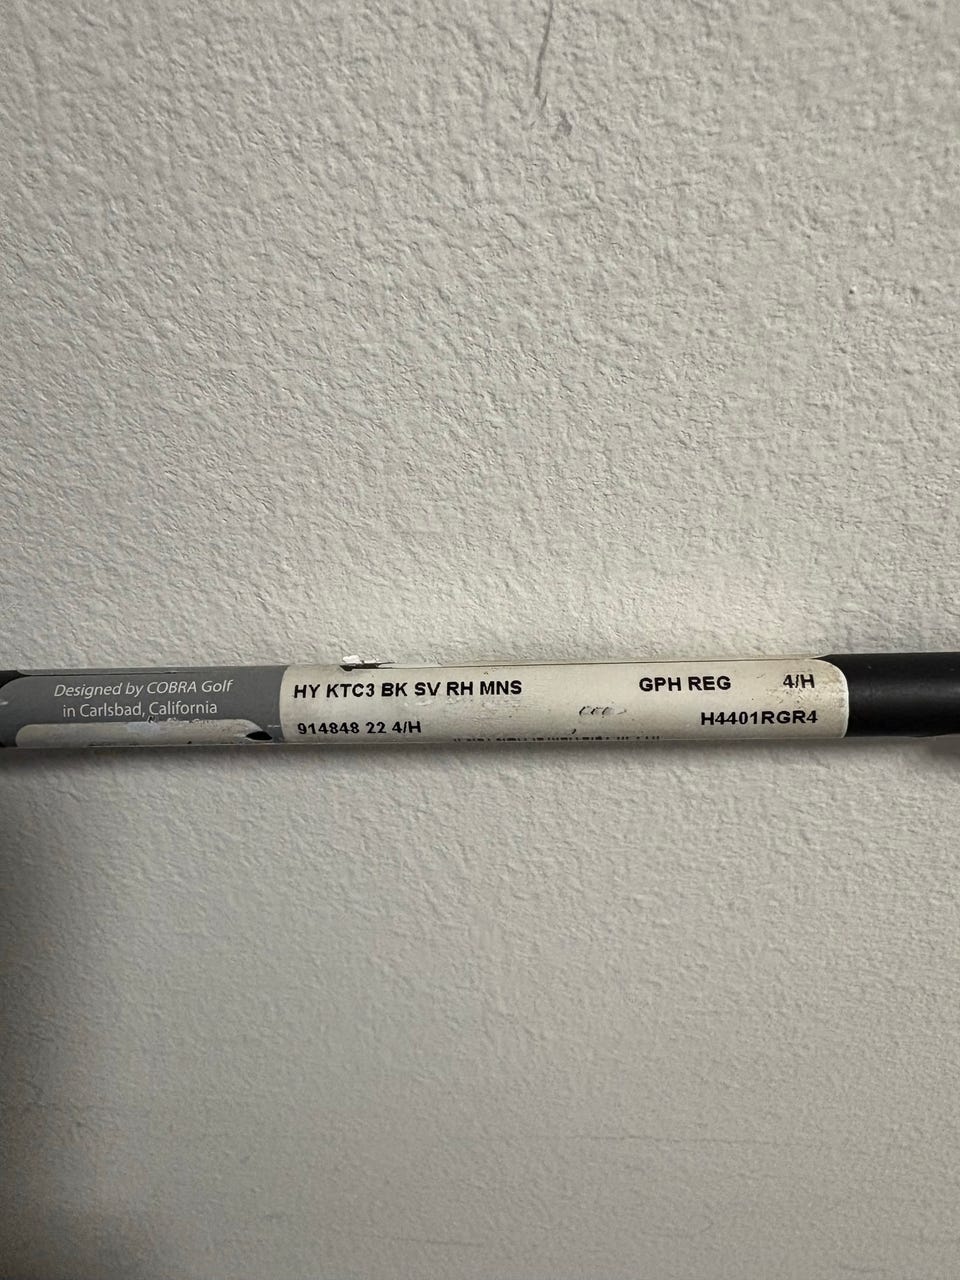 Designed by COBRA Golf
in Carlsbad, California
HY KTC3 BK SV RH MNS GPH REG 4/H
914848 22 4/H H4401RGR4